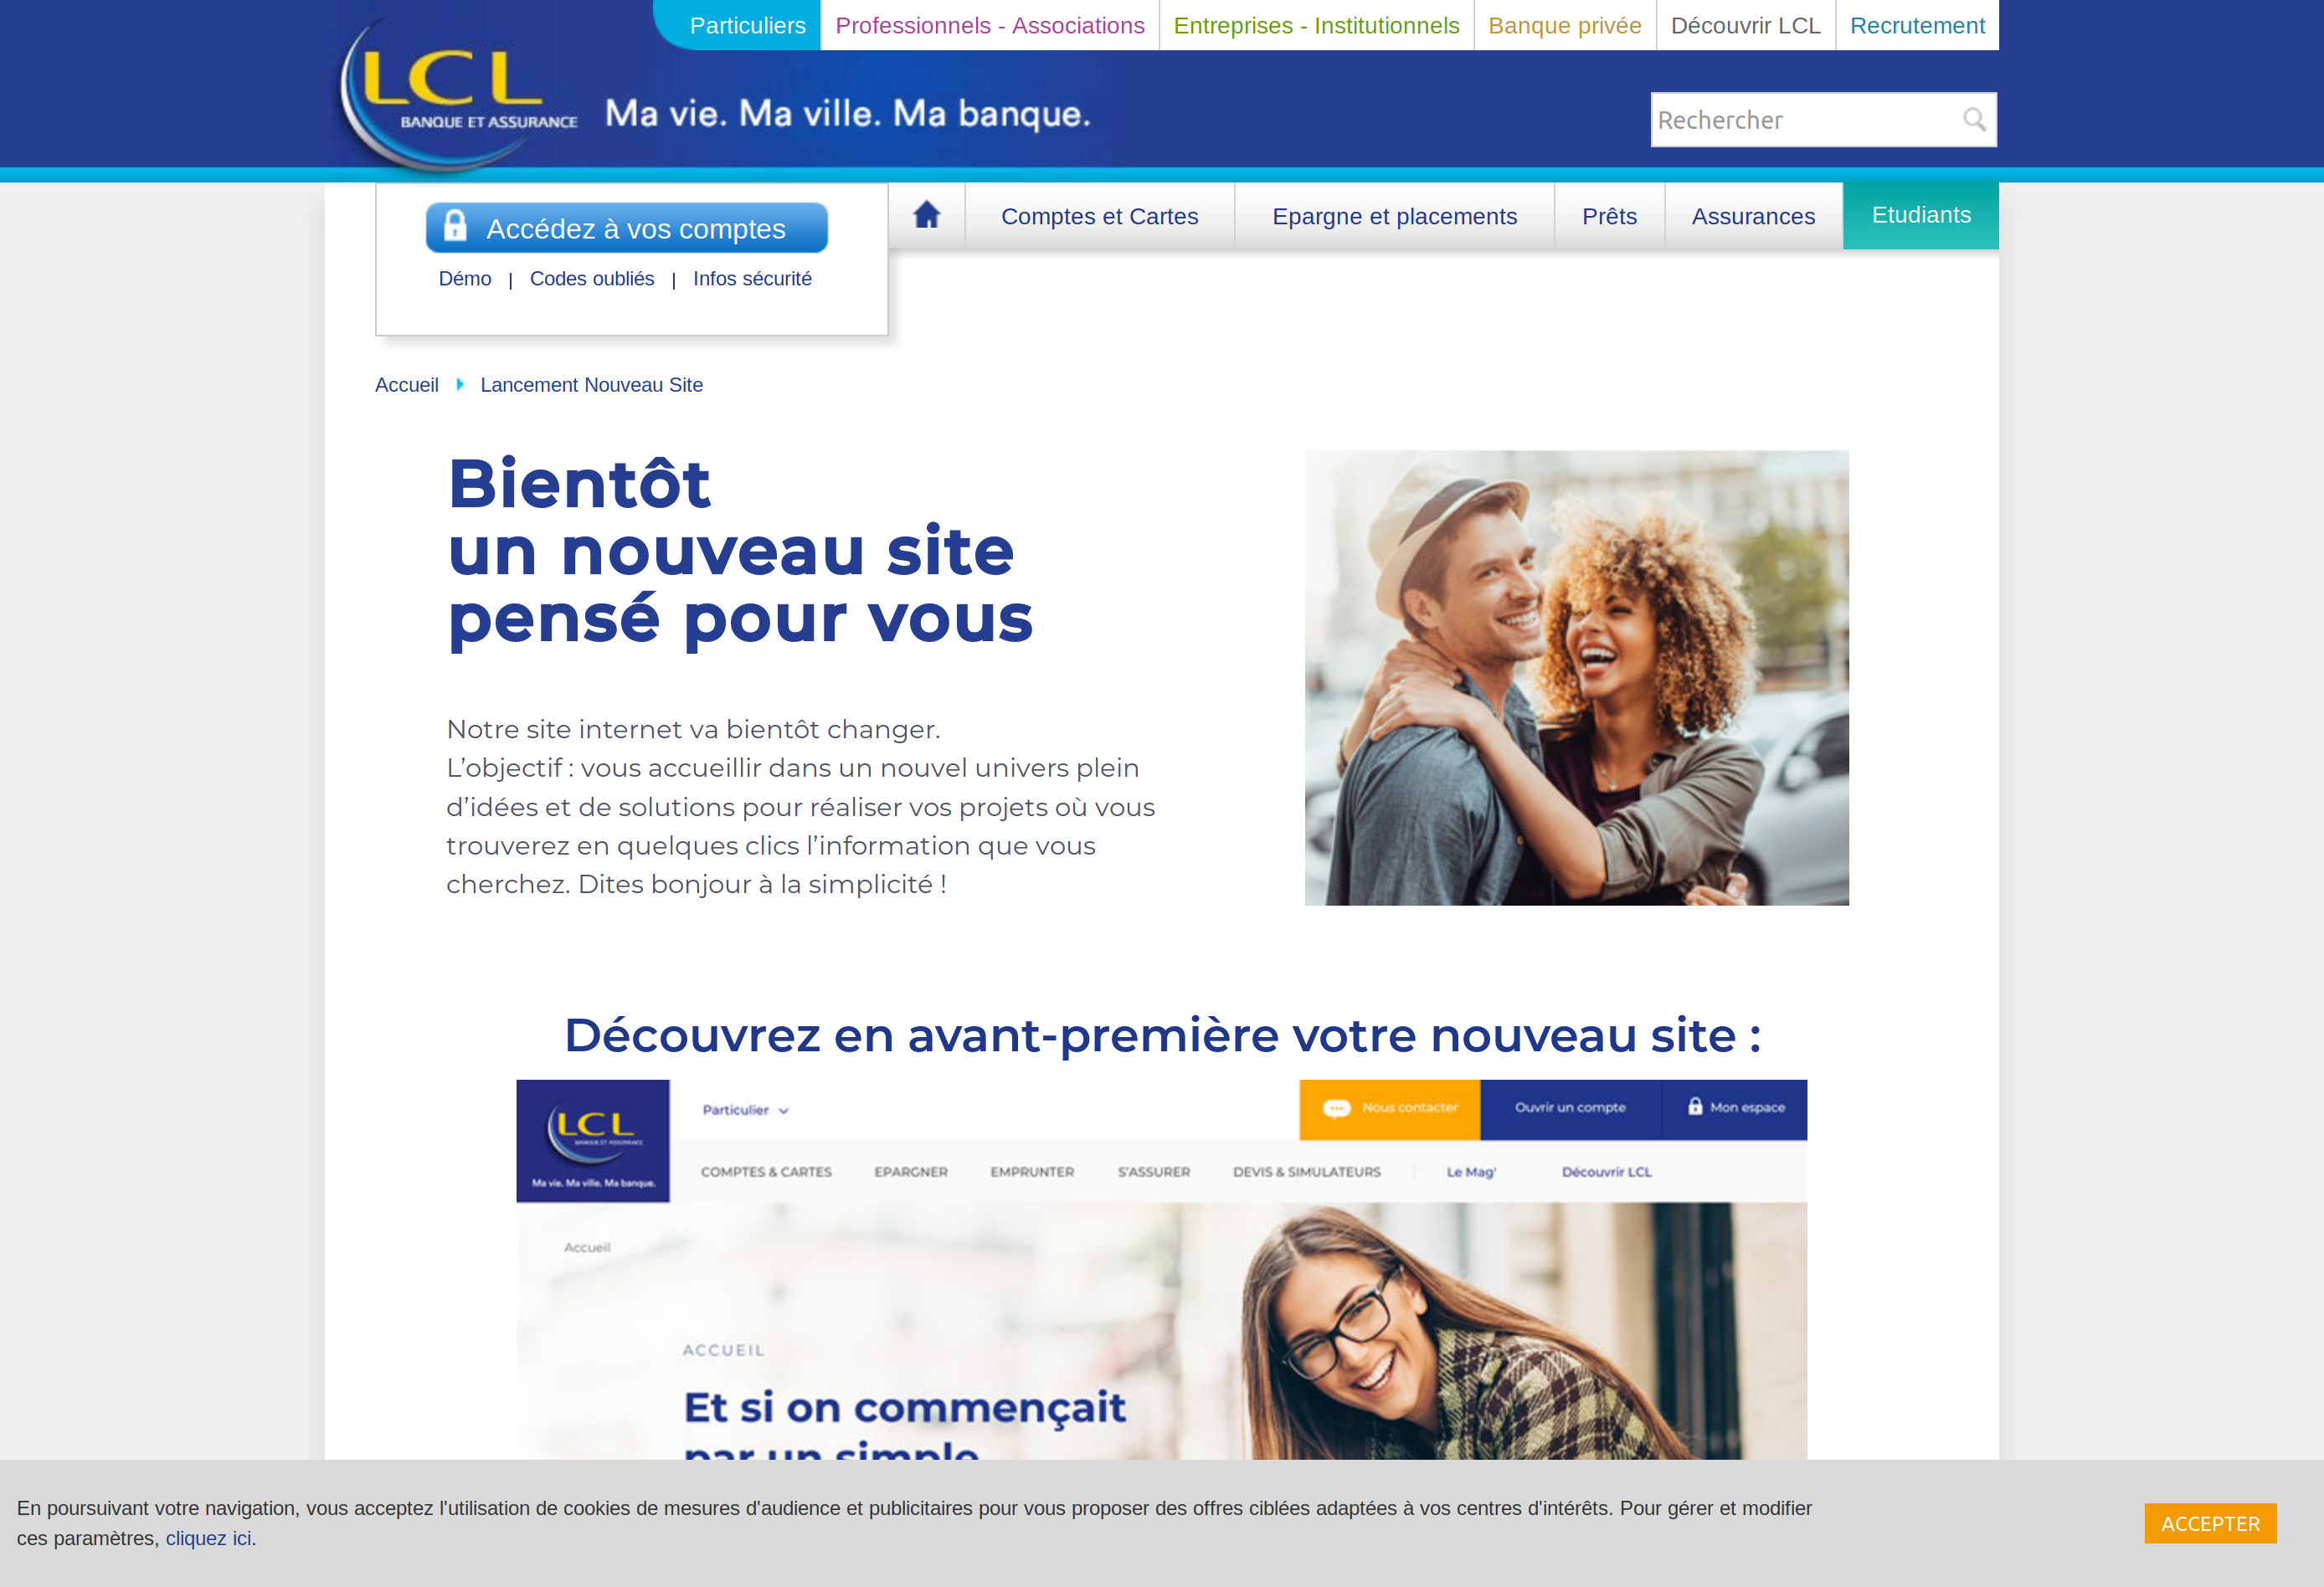 Particuliers
Professionnels - Associations
Entreprises - Institutionnels
Banque privée
Découvrir LCL
Recrutement
LCL
BANQUE ET ASSURANCE
Ma vie. Ma ville. Ma banque.
Rechercher
Accédez à vos comptes
Démo | Codes oubliés | Infos sécurité
Comptes et Cartes
Epargne et placements
Prêts
Assurances
Etudiants
Accueil
Lancement Nouveau Site
Bientôt
un nouveau site
pensé pour vous
Notre site internet va bientôt changer.
L’objectif : vous accueillir dans un nouvel univers plein
d’idées et de solutions pour réaliser vos projets où vous
trouverez en quelques clics l’information que vous
cherchez. Dites bonjour à la simplicité !
Découvrez en avant-première votre nouveau site :
LCL
BANQUE ET ASSURANCE
Ma vie. Ma ville. Ma banque.
Particulier
Nous contacter
Ouvrir un compte
Mon espace
COMPTES & CARTES
EPARGNER
EMPRUNTER
S'ASSURER
DEVIS & SIMULATEURS
Le Mag'
Découvrir LCL
Accueil
ACCUEIL
Et si on commençait
par un simple
En poursuivant votre navigation, vous acceptez l'utilisation de cookies de mesures d'audience et publicitaires pour vous proposer des offres ciblées adaptées à vos centres d'intérêts. Pour gérer et modifier
ces paramètres, cliquez ici.
ACCEPTER